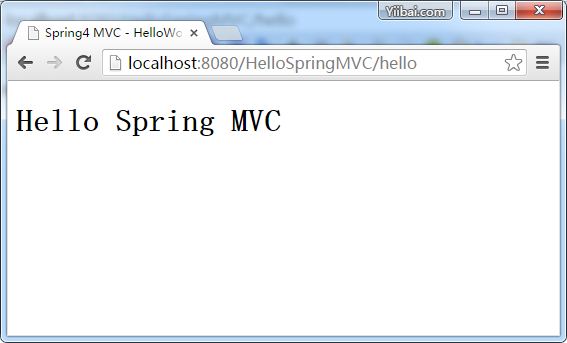 Yiibai.com
Spring4 MVC - HelloWo
localhost:8080/HelloSpringMVC/hello
Hello Spring MVC